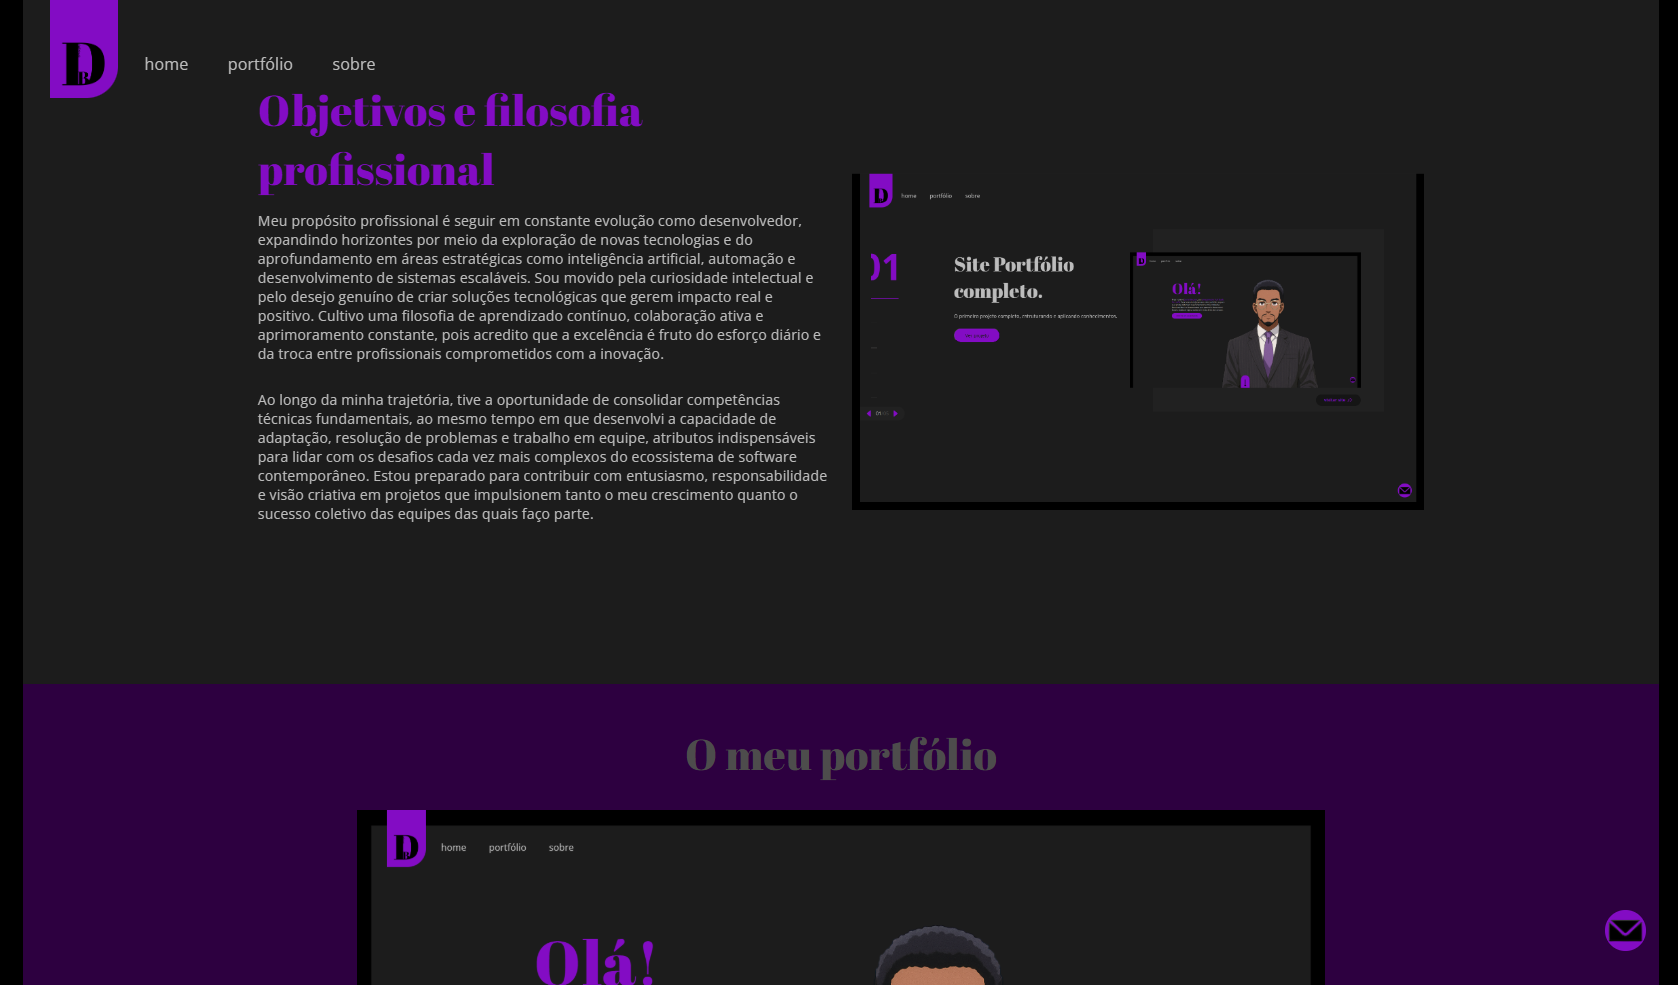 DB
home portfólio sobre
Objetivos e filosofia
profissional
Meu propósito profissional é seguir em constante evolução como desenvolvedor,
expandindo horizontes por meio da exploração de novas tecnologias e do
aprofundamento em áreas estratégicas como inteligência artificial, automação e
desenvolvimento de sistemas escaláveis. Sou movido pela curiosidade intelectual e
pelo desejo genuíno de criar soluções tecnológicas que gerem impacto real e
positivo. Cultivo uma filosofia de aprendizado contínuo, colaboração ativa e
aprimoramento constante, pois acredito que a excelência é fruto do esforço diário e
da troca entre profissionais comprometidos com a inovação.
Ao longo da minha trajetória, tive a oportunidade de consolidar competências
técnicas fundamentais, ao mesmo tempo em que desenvolvi a capacidade de
adaptação, resolução de problemas e trabalho em equipe, atributos indispensáveis
para lidar com os desafios cada vez mais complexos do ecossistema de software
contemporâneo. Estou preparado para contribuir com entusiasmo, responsabilidade
e visão criativa em projetos que impulsionem tanto o meu crescimento quanto o
sucesso coletivo das equipes das quais faço parte.
home portfólio sobre
01
Site Portfólio
completo.
O primeiro projeto completo, estruturando e aplicando conhecimentos.
Olá!
O meu portfólio
home portfólio sobre
Olá!